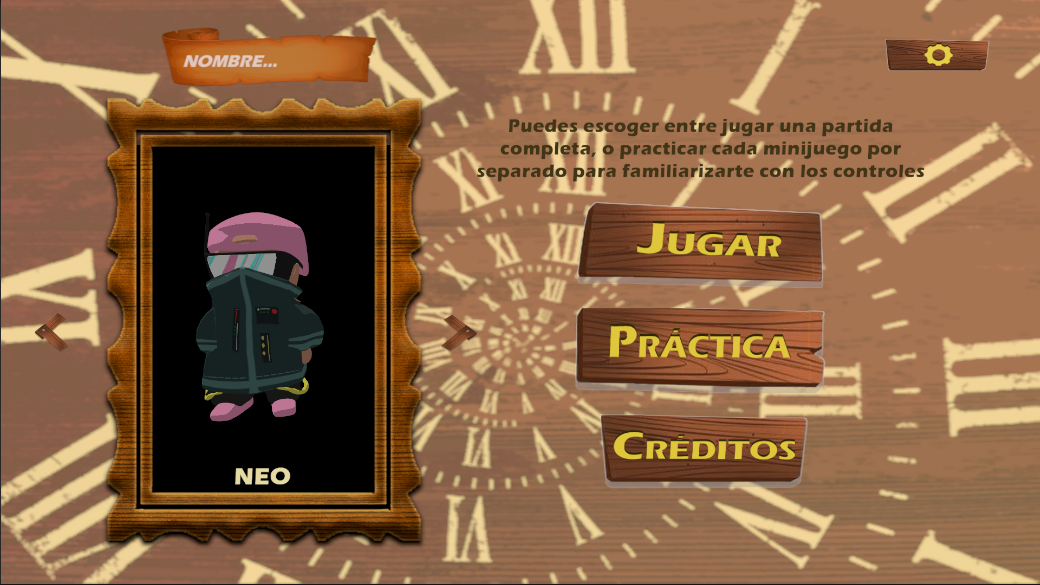 NOMBRE...
Puedes escoger entre jugar una partida
completa, o practicar cada minijuego por
separado para familiarizarte con los controles
JUGAR
PRÁCTICA
CRÉDITOS
NEO